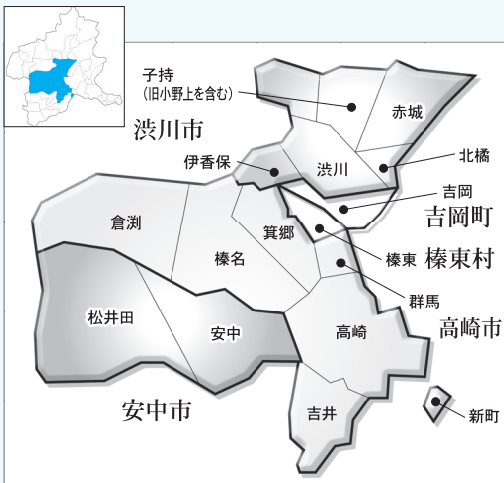 子持
（旧小野上を含む）
赤城
渋川市
北橘
伊香保
渋川
吉岡
吉岡町
倉渕
箕郷
榛東
榛東村
榛名
群馬
松井田
安中
高崎
高崎市
安中市
吉井
新町